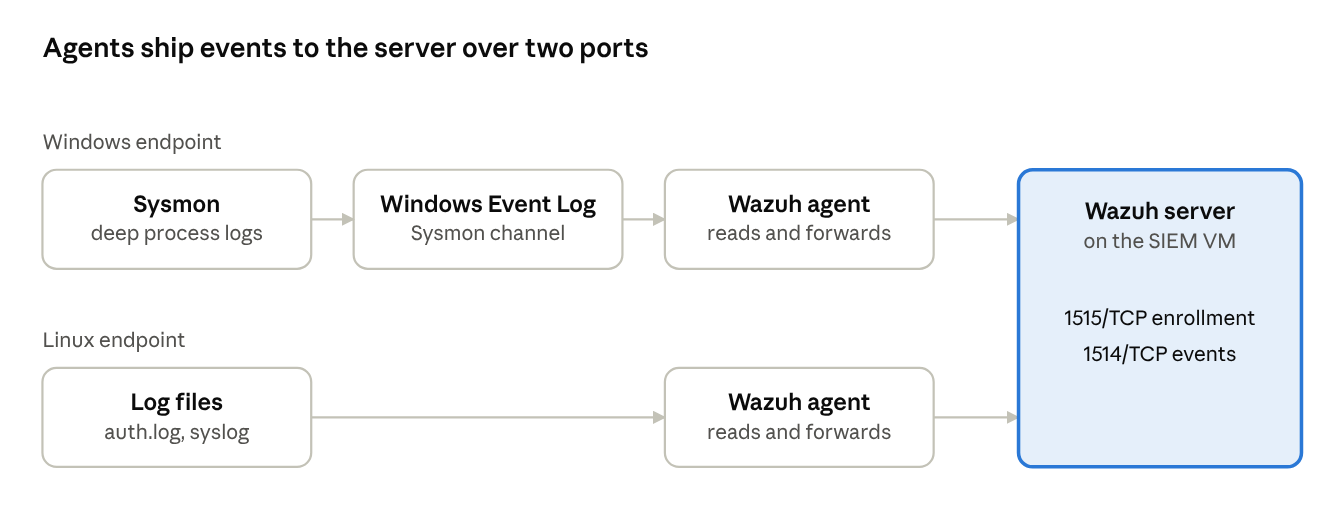 Agents ship events to the server over two ports
Windows endpoint
Sysmon
deep process logs
Windows Event Log
Sysmon channel
Wazuh agent
reads and forwards
Wazuh server
on the SIEM VM
1515/TCP enrollment
1514/TCP events
Linux endpoint
Log files
auth.log, syslog
Wazuh agent
reads and forwards